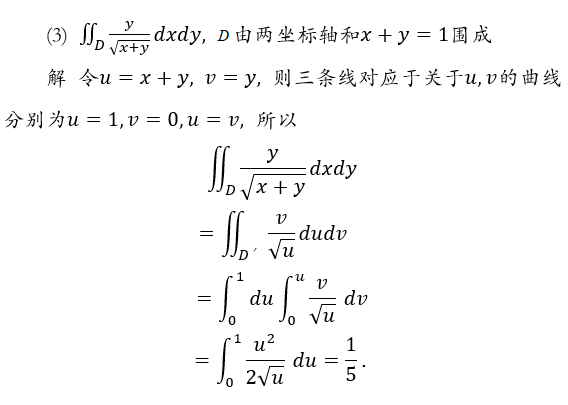 (3) ∬_D y/√(x+y) dxdy, D 由两坐标轴和x + y = 1围成
解 令u = x + y, v = y, 则三条线对应于关于u, v的曲线
分别为u = 1, v = 0, u = v, 所以
∬_D y/√(x + y) dxdy
= ∬_D′ v/√u dudv
= ∫_0^1 du ∫_0^u v/√u dv
= ∫_0^1 u²/(2√u) du = 1/5.